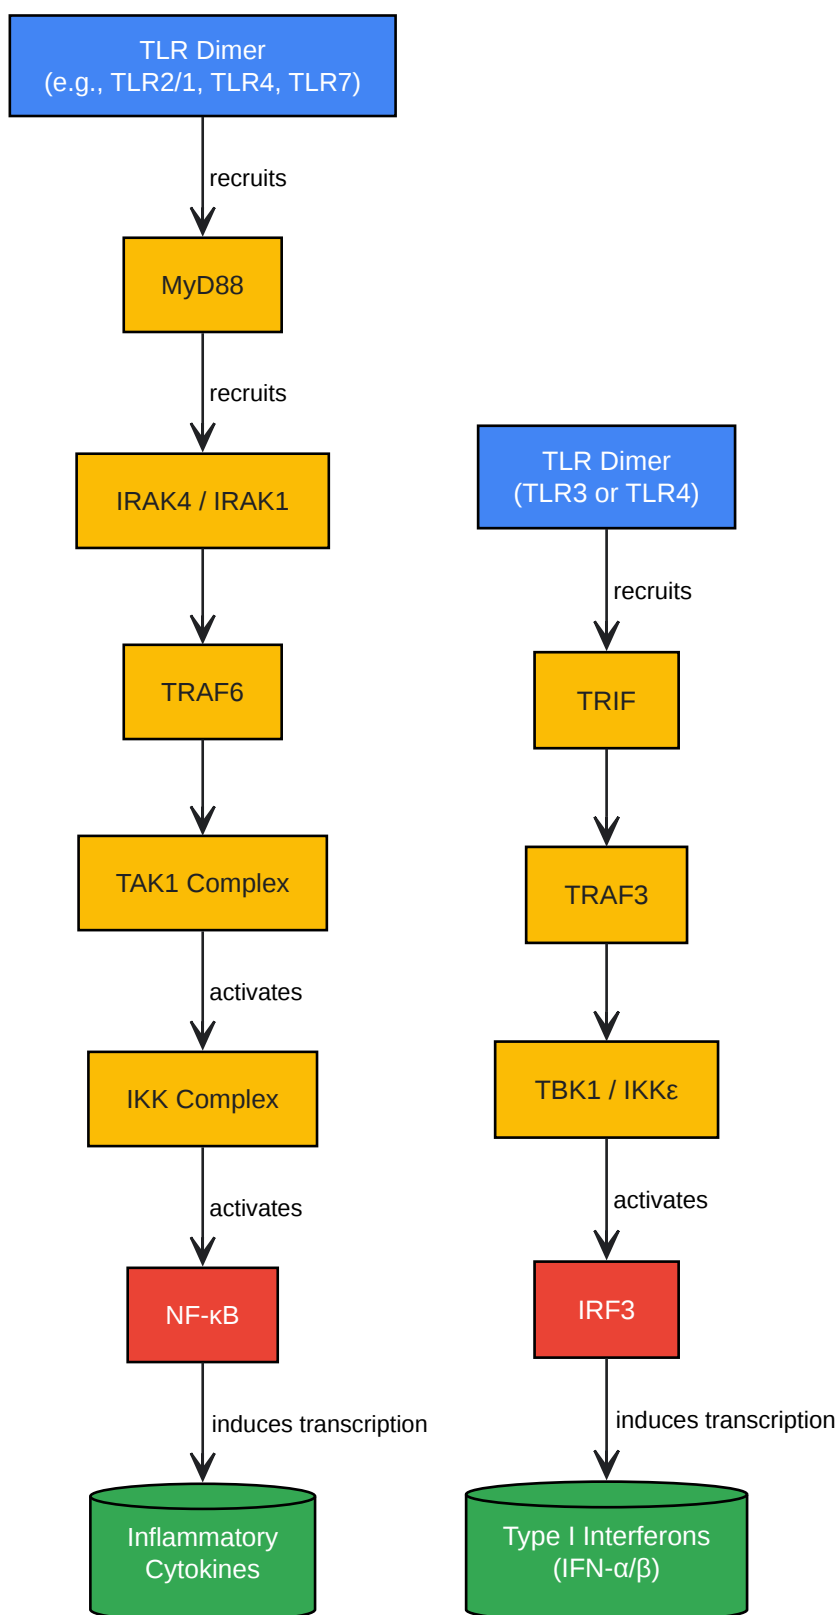 TLR Dimer
(e.g., TLR2/1, TLR4, TLR7)
recruits
MyD88
recruits
IRAK4 / IRAK1
TRAF6
TAK1 Complex
activates
IKK Complex
activates
NF-κB
induces transcription
Inflammatory
Cytokines
TLR Dimer
(TLR3 or TLR4)
recruits
TRIF
TRAF3
TBK1 / IKKε
activates
IRF3
induces transcription
Type I Interferons
(IFN-α/β)